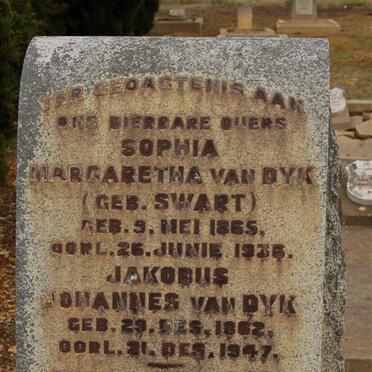 TER GEDAGTENIS AAN
ONS DIERBARE OUERS
SOPHIA
MARGARETHA VAN DYK
(GEB. SWART)
GEB. 9. MEI 1865.
OORL. 26. JUNIE 1936.
JAKOBUS
JOHANNES VAN DYK
GEB. 29. DES. 1862.
OORL. 21. DES. 1947.